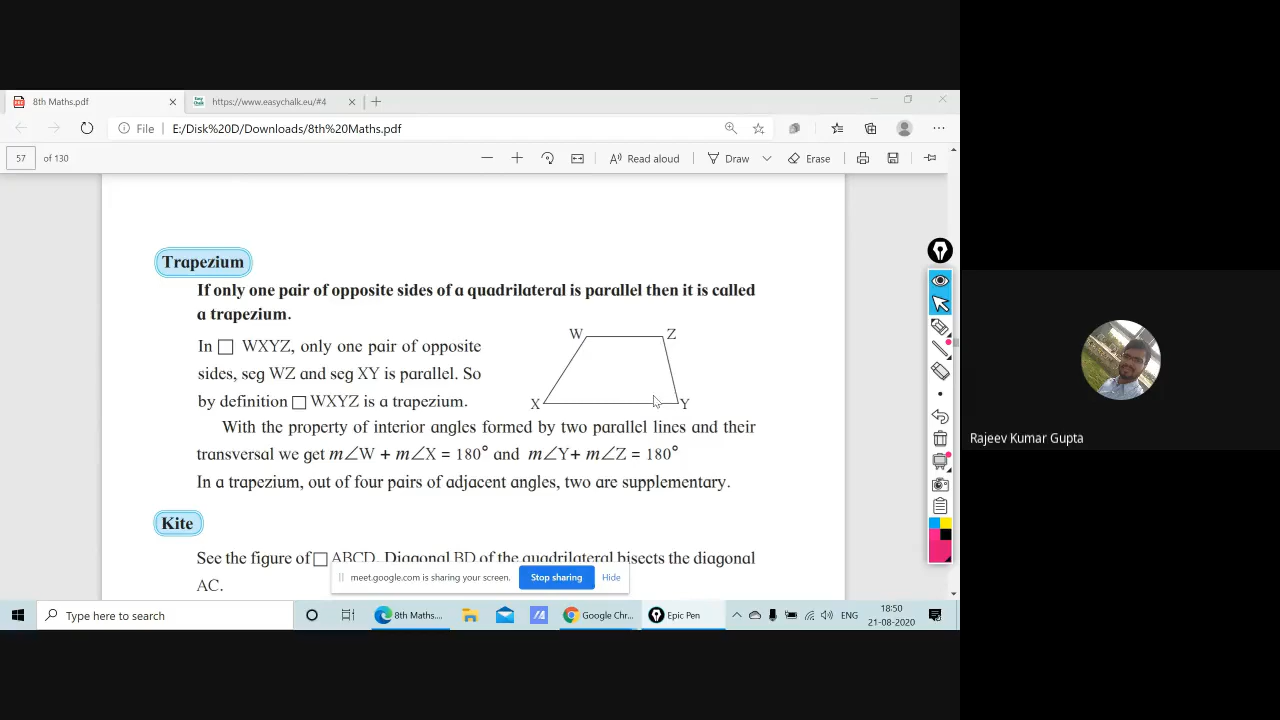 8th Maths.pdf
https://www.easychalk.eu/#4
File E:/Disk%20D/Downloads/8th%20Maths.pdf
57 of 130 Read aloud Draw Erase
Trapezium
If only one pair of opposite sides of a quadrilateral is parallel then it is called
a trapezium.
In □ WXYZ, only one pair of opposite
sides, seg WZ and seg XY is parallel. So
by definition □ WXYZ is a trapezium.
W Z
X Y
With the property of interior angles formed by two parallel lines and their
transversal we get m∠W + m∠X = 180° and m∠Y+ m∠Z = 180°
In a trapezium, out of four pairs of adjacent angles, two are supplementary.
Kite
See the figure of □ ABCD. Diagonal BD of the quadrilateral bisects the diagonal
AC.
meet.google.com is sharing your screen. Stop sharing Hide
Type here to search
8th Maths....
Google Chr...
Epic Pen
ENG
18:50
21-08-2020
Rajeev Kumar Gupta